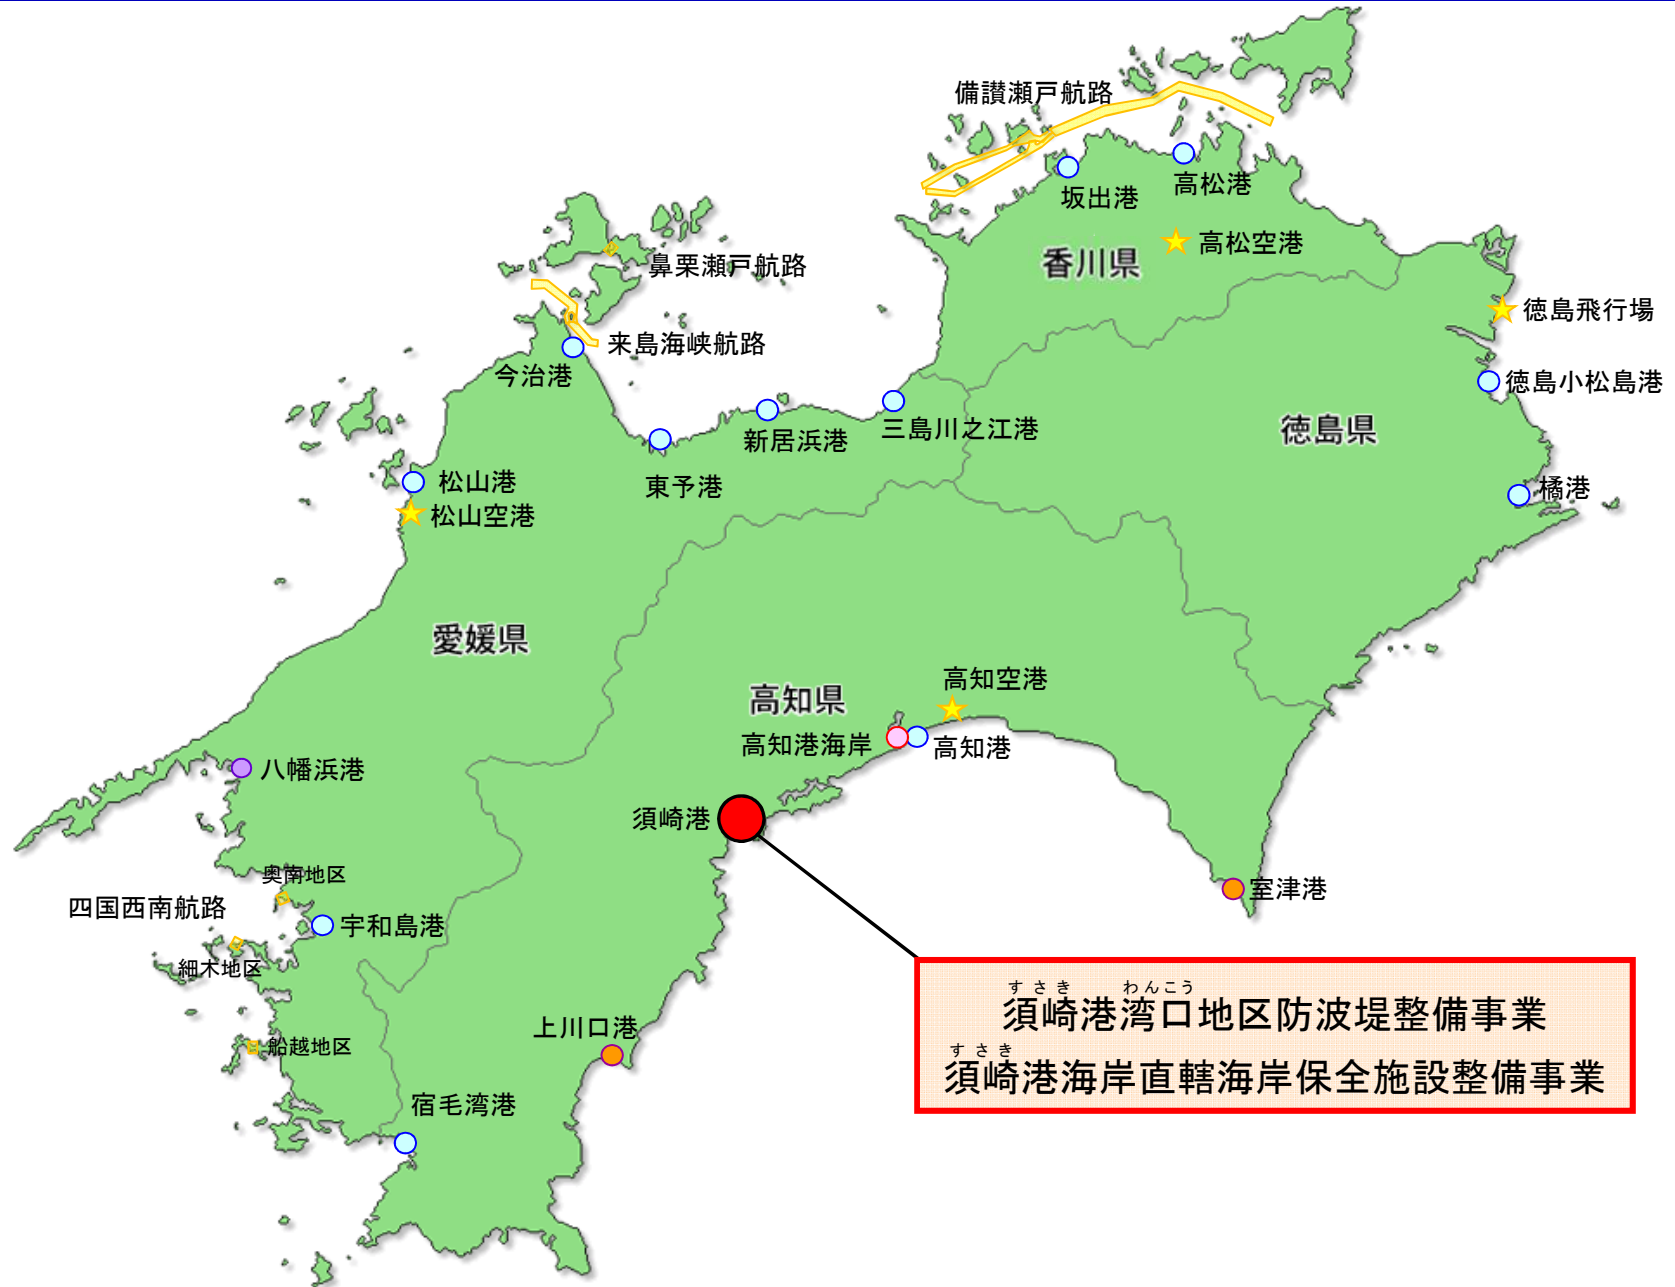 備讃瀬戸航路
坂出港
高松港
高松空港
香川県
鼻栗瀬戸航路
来島海峡航路
今治港
徳島飛行場
徳島小松島港
新居浜港
三島川之江港
徳島県
東予港
松山港
松山空港
橘港
愛媛県
高知空港
高知県
高知港海岸
高知港
八幡浜港
須崎港
奥南地区
室津港
四国西南航路
宇和島港
細木地区
上川口港
船越地区
宿毛湾港
すさき わんこう
須崎港湾口地区防波堤整備事業
すさき
須崎港海岸直轄海岸保全施設整備事業